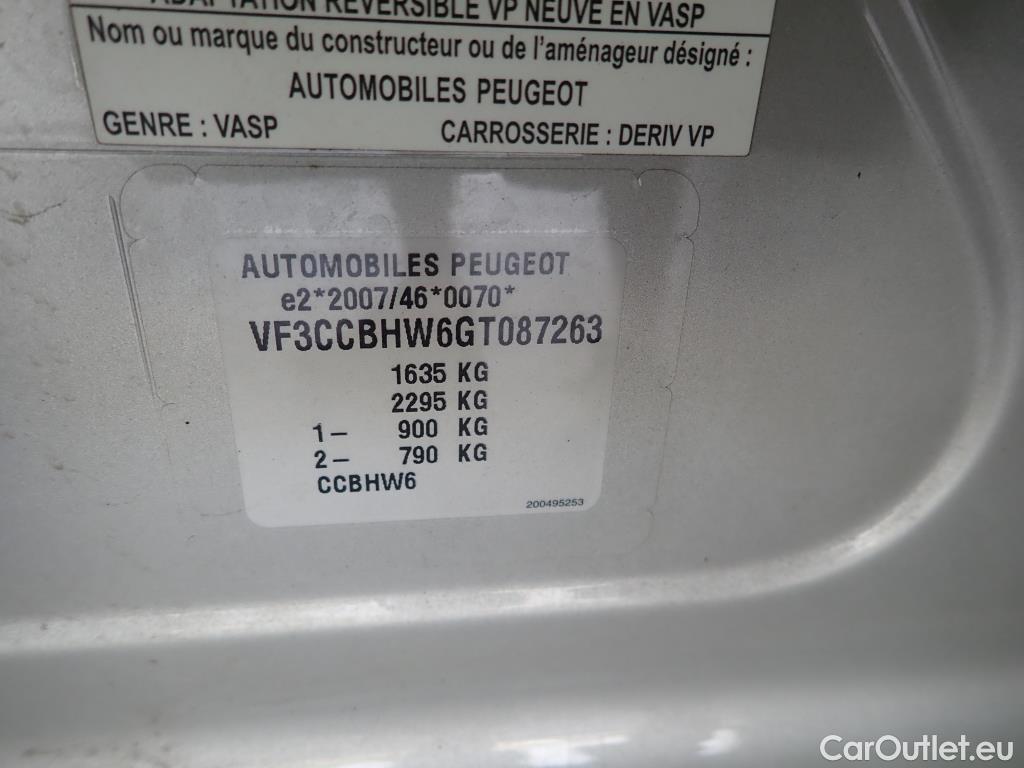 ADAPTATION REVERSIBLE VP NEUVE EN VASP
Nom ou marque du constructeur ou de l'aménageur désigné :
AUTOMOBILES PEUGEOT
GENRE : VASP CARROSSERIE : DERIV VP
AUTOMOBILES PEUGEOT
e2*2007/46*0070*
VF3CCBHW6GT087263
1635 KG
2295 KG
1– 900 KG
2– 790 KG
CCBHW6
200495253
CarOutlet.eu